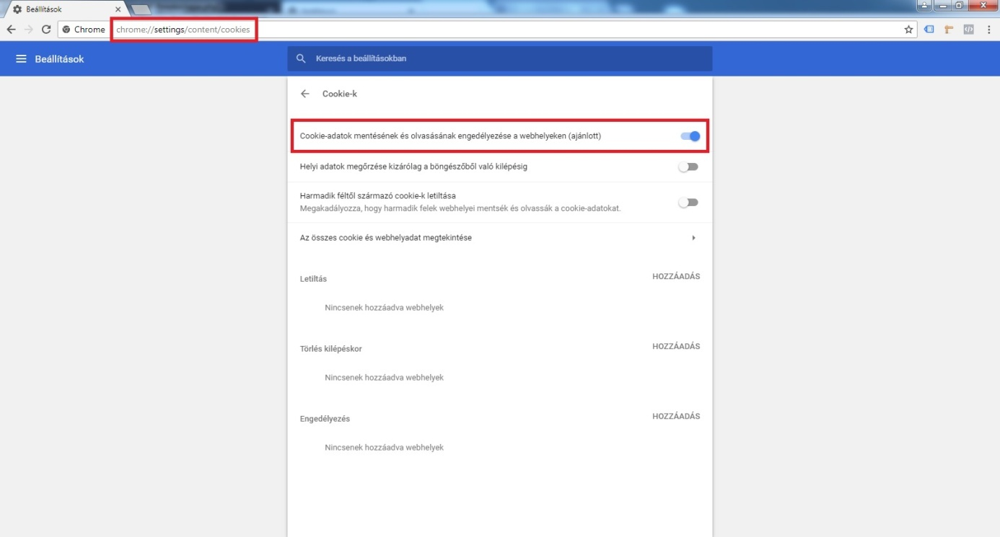 Beállítások
Chrome chrome://settings/content/cookies
Beállítások
Keresés a beállításokban
Cookie-k
Cookie-adatok mentésének és olvasásának engedélyezése a webhelyeken (ajánlott)
Helyi adatok megőrzése kizárólag a böngészőből való kilépésig
Harmadik féltől származó cookie-k letiltása
Megakadályozza, hogy harmadik felek webhelyei mentsék és olvassák a cookie-adatokat.
Az összes cookie és webhelyadat megtekintése
Letiltás HOZZÁADÁS
Nincsenek hozzáadva webhelyek
Törlés kilépéskor HOZZÁADÁS
Nincsenek hozzáadva webhelyek
Engedélyezés HOZZÁADÁS
Nincsenek hozzáadva webhelyek